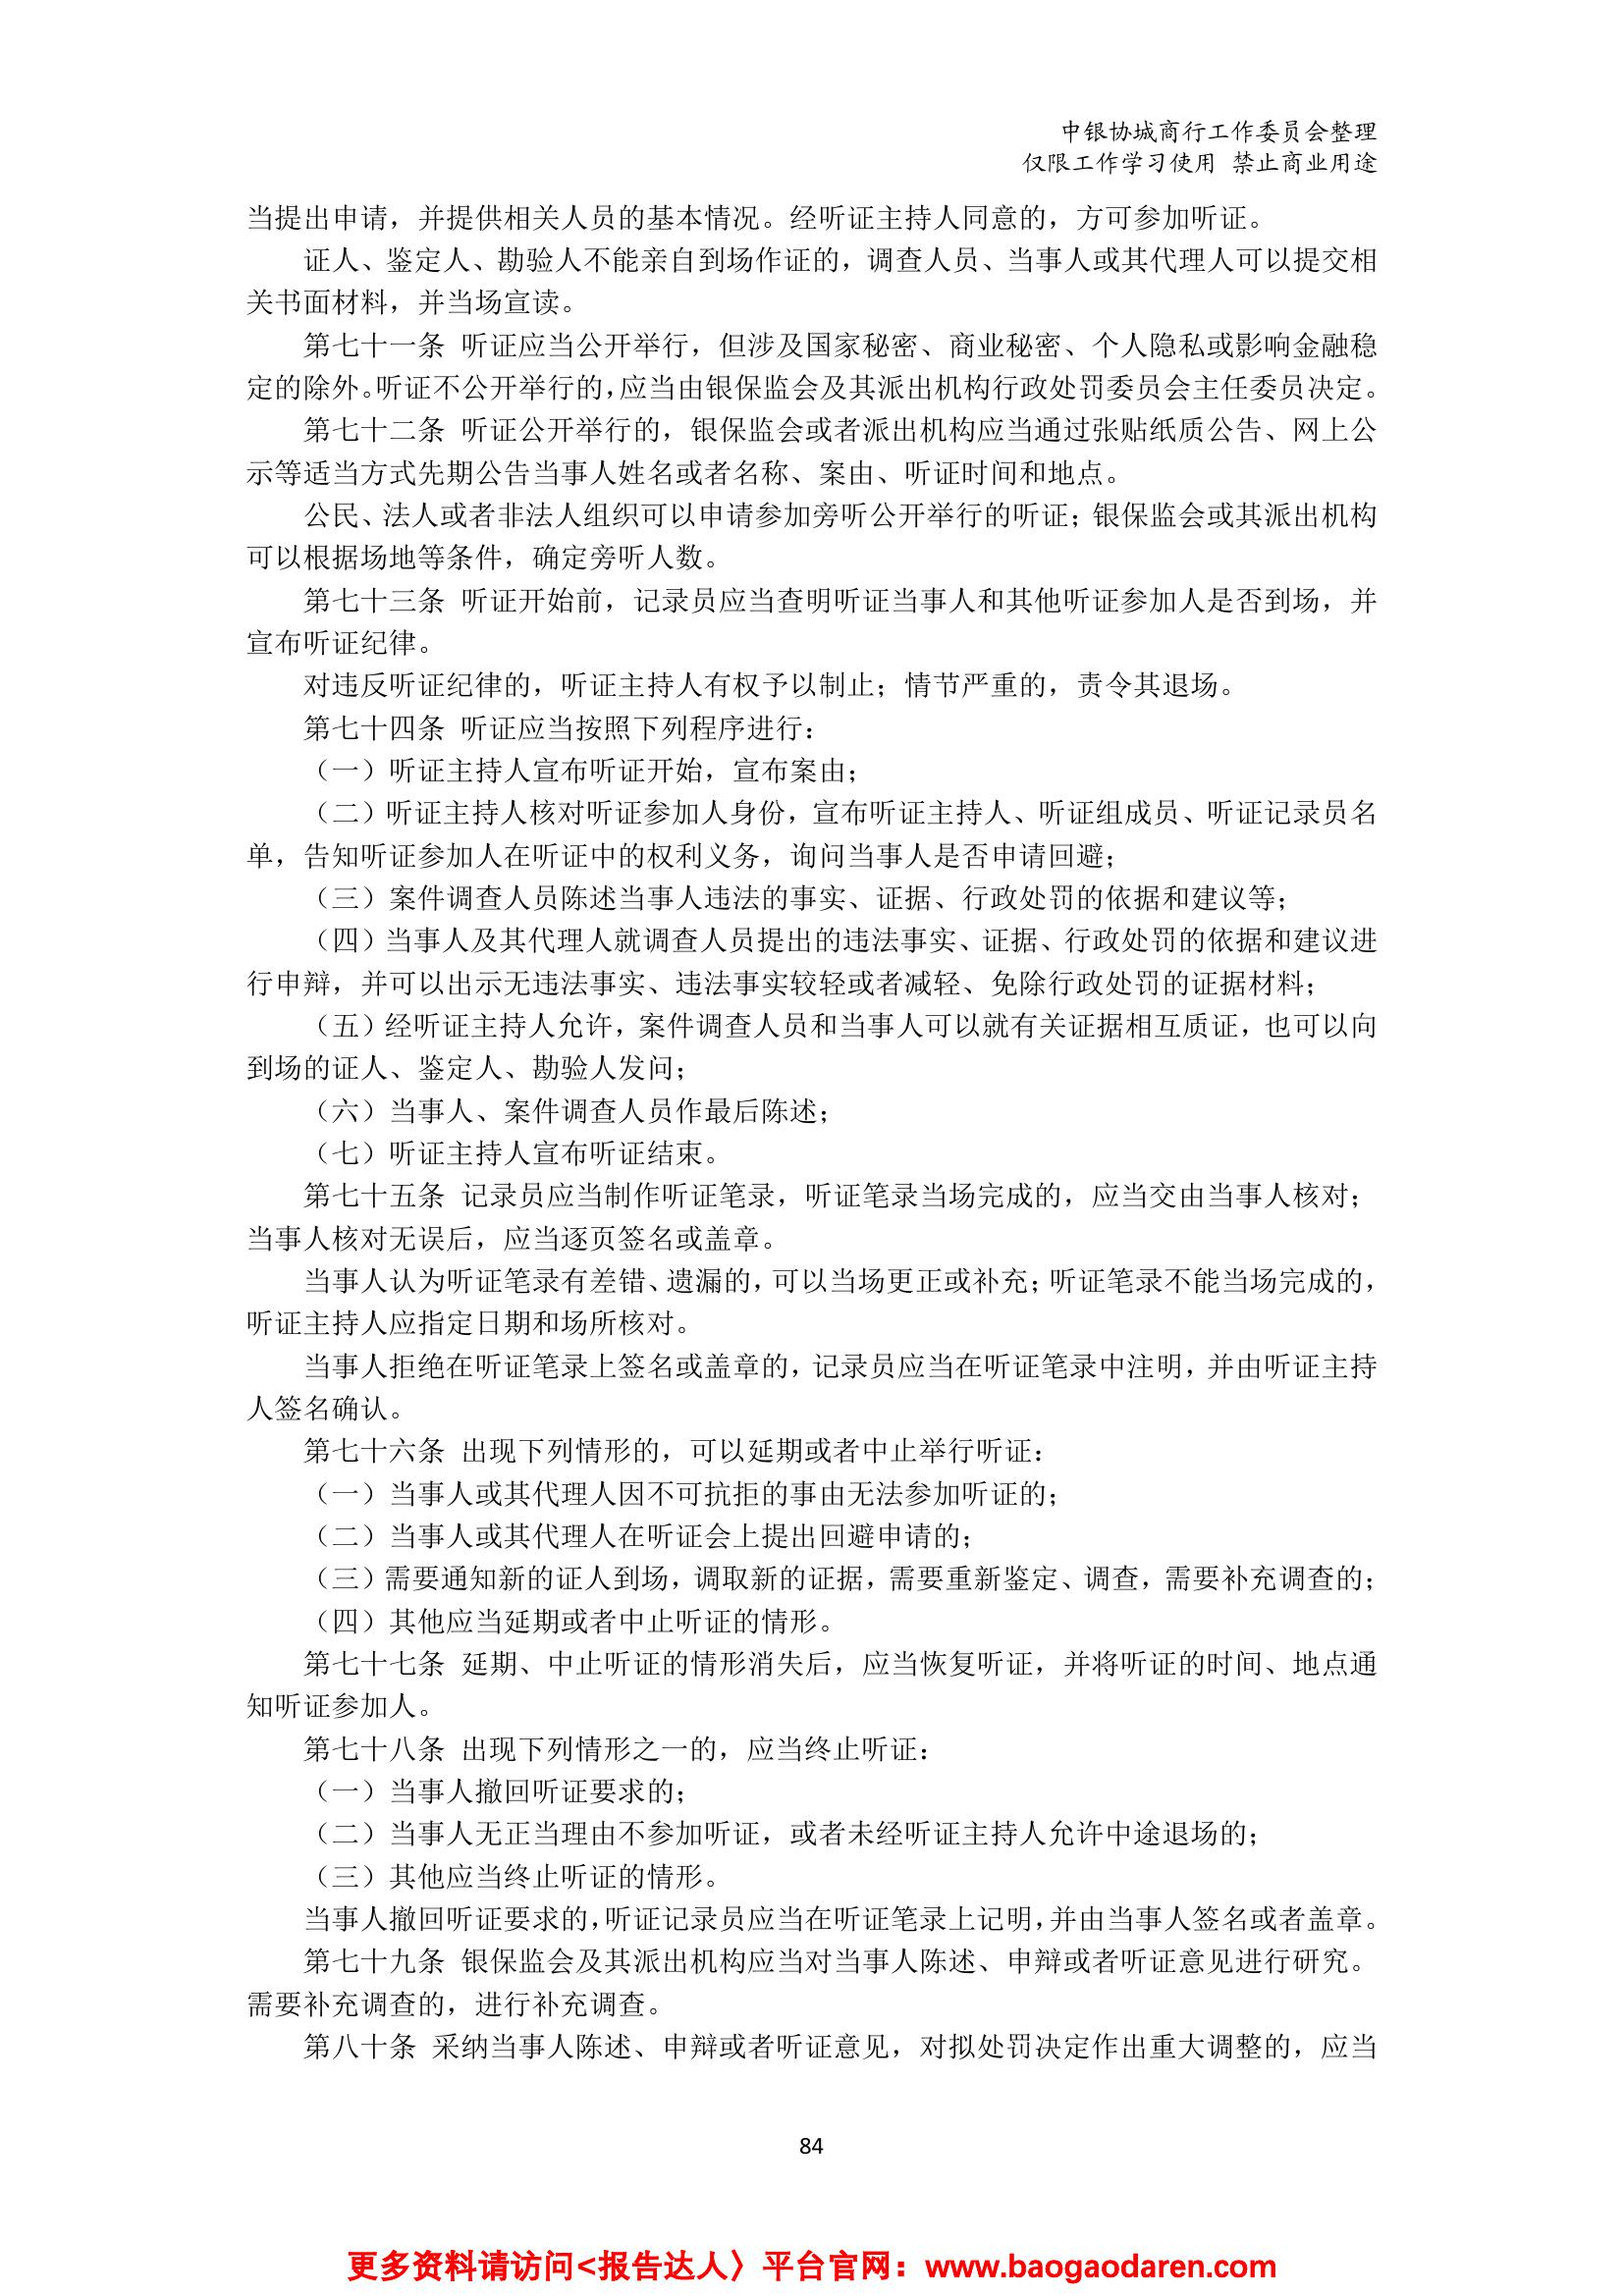 中银协城商行工作委员会整理
仅限工作学习使用 禁止商业用途
当提出申请，并提供相关人员的基本情况。经听证主持人同意的，方可参加听证。
证人、鉴定人、勘验人不能亲自到场作证的，调查人员、当事人或其代理人可以提交相
关书面材料，并当场宣读。
第七十一条 听证应当公开举行，但涉及国家秘密、商业秘密、个人隐私或影响金融稳
定的除外。听证不公开举行的，应当由银保监会及其派出机构行政处罚委员会主任委员决定。
第七十二条 听证公开举行的，银保监会或者派出机构应当通过张贴纸质公告、网上公
示等适当方式先期公告当事人姓名或者名称、案由、听证时间和地点。
公民、法人或者非法人组织可以申请参加旁听公开举行的听证；银保监会或其派出机构
可以根据场地等条件，确定旁听人数。
第七十三条 听证开始前，记录员应当查明听证当事人和其他听证参加人是否到场，并
宣布听证纪律。
对违反听证纪律的，听证主持人有权予以制止；情节严重的，责令其退场。
第七十四条 听证应当按照下列程序进行：
（一）听证主持人宣布听证开始，宣布案由；
（二）听证主持人核对听证参加人身份，宣布听证主持人、听证组成员、听证记录员名
单，告知听证参加人在听证中的权利义务，询问当事人是否申请回避；
（三）案件调查人员陈述当事人违法的事实、证据、行政处罚的依据和建议等；
（四）当事人及其代理人就调查人员提出的违法事实、证据、行政处罚的依据和建议进
行申辩，并可以出示无违法事实、违法事实较轻或者减轻、免除行政处罚的证据材料；
（五）经听证主持人允许，案件调查人员和当事人可以就有关证据相互质证，也可以向
到场的证人、鉴定人、勘验人发问；
（六）当事人、案件调查人员作最后陈述；
（七）听证主持人宣布听证结束。
第七十五条 记录员应当制作听证笔录，听证笔录当场完成的，应当交由当事人核对；
当事人核对无误后，应当逐页签名或盖章。
当事人认为听证笔录有差错、遗漏的，可以当场更正或补充；听证笔录不能当场完成的，
听证主持人应指定日期和场所核对。
当事人拒绝在听证笔录上签名或盖章的，记录员应当在听证笔录中注明，并由听证主持
人签名确认。
第七十六条 出现下列情形的，可以延期或者中止举行听证：
（一）当事人或其代理人因不可抗拒的事由无法参加听证的；
（二）当事人或其代理人在听证会上提出回避申请的；
（三）需要通知新的证人到场，调取新的证据，需要重新鉴定、调查，需要补充调查的；
（四）其他应当延期或者中止听证的情形。
第七十七条 延期、中止听证的情形消失后，应当恢复听证，并将听证的时间、地点通
知听证参加人。
第七十八条 出现下列情形之一的，应当终止听证：
（一）当事人撤回听证要求的；
（二）当事人无正当理由不参加听证，或者未经听证主持人允许中途退场的；
（三）其他应当终止听证的情形。
当事人撤回听证要求的，听证记录员应当在听证笔录上记明，并由当事人签名或者盖章。
第七十九条 银保监会及其派出机构应当对当事人陈述、申辩或者听证意见进行研究。
需要补充调查的，进行补充调查。
第八十条 采纳当事人陈述、申辩或者听证意见，对拟处罚决定作出重大调整的，应当
84
更多资料请访问<报告达人〉平台官网：www.baogaodaren.com